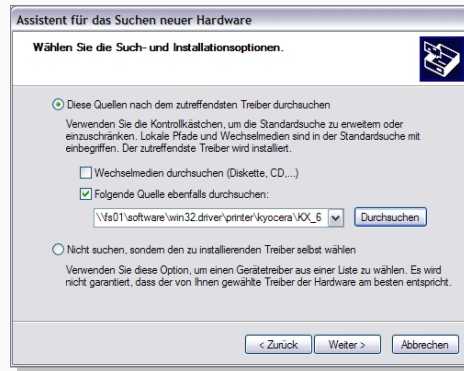 Assistent für das Suchen neuer Hardware
Wählen Sie die Such- und Installationsoptionen.
Diese Quellen nach dem zutreffendsten Treiber durchsuchen
Verwenden Sie die Kontrollkästchen, um die Standardsuche zu erweitern oder
einzuschränken. Lokale Pfade und Wechselmedien sind in der Standardsuche mit
einbegriffen. Der zutreffendste Treiber wird installiert.
Wechselmedien durchsuchen (Diskette, CD,...)
Folgende Quelle ebenfalls durchsuchen:
\\fs01\software\win32.driver\printer\kyocera\KX_6 Durchsuchen
Nicht suchen, sondern den zu installierenden Treiber selbst wählen
Verwenden Sie diese Option, um einen Gerätetreiber aus einer Liste zu wählen. Es wird
nicht garantiert, dass der von Ihnen gewählte Treiber der Hardware am besten entspricht.
< Zurück Weiter > Abbrechen